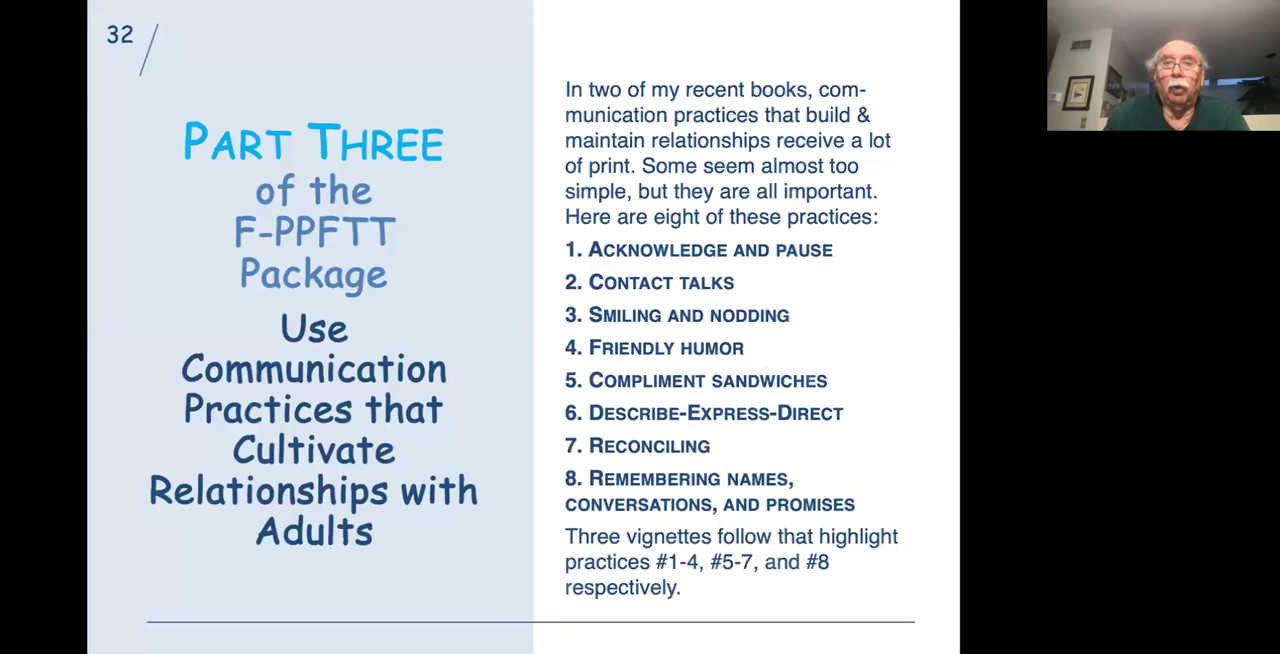 32
PART THREE
of the
F-PPFTT
Package
Use
Communication
Practices that
Cultivate
Relationships with
Adults
In two of my recent books, com-
munication practices that build &
maintain relationships receive a lot
of print. Some seem almost too
simple, but they are all important.
Here are eight of these practices:
1. ACKNOWLEDGE AND PAUSE
2. CONTACT TALKS
3. SMILING AND NODDING
4. FRIENDLY HUMOR
5. COMPLIMENT SANDWICHES
6. DESCRIBE-EXPRESS-DIRECT
7. RECONCILING
8. REMEMBERING NAMES,
CONVERSATIONS, AND PROMISES
Three vignettes follow that highlight
practices #1-4, #5-7, and #8
respectively.